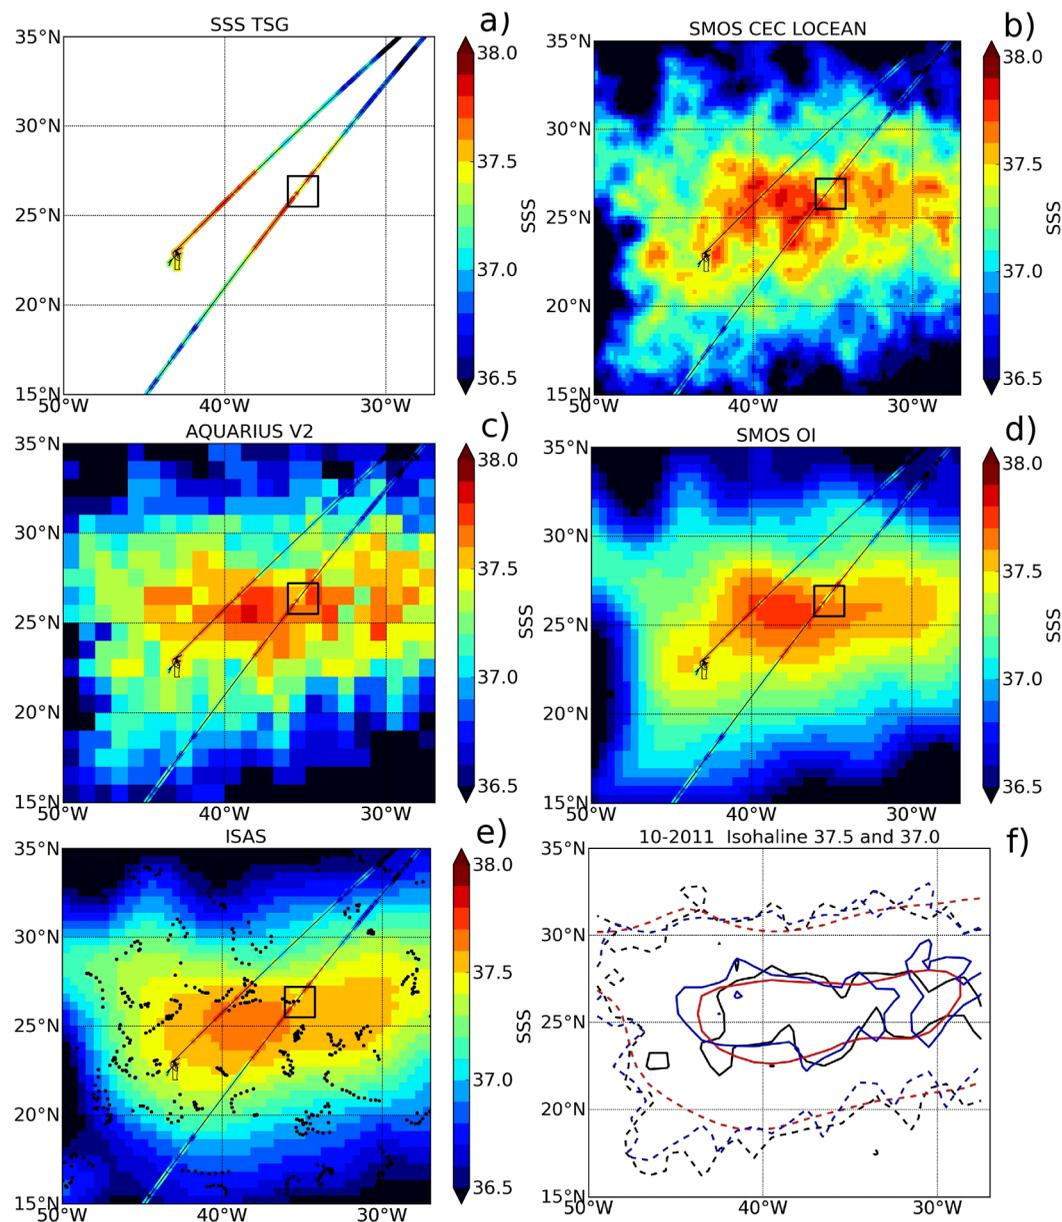 SSS TSG
a)
35°N
30°N
25°N
20°N
15°N
50°W
40°W
30°W
38.0
37.5
37.0
36.5
SSS
SMOS CEC LOCEAN
b)
35°N
30°N
25°N
20°N
15°N
50°W
40°W
30°W
38.0
37.5
37.0
36.5
SSS
AQUARIUS V2
c)
35°N
30°N
25°N
20°N
15°N
50°W
40°W
30°W
38.0
37.5
37.0
36.5
SSS
SMOS OI
d)
35°N
30°N
25°N
20°N
15°N
50°W
40°W
30°W
38.0
37.5
37.0
36.5
SSS
ISAS
e)
35°N
30°N
25°N
20°N
15°N
50°W
40°W
30°W
38.0
37.5
37.0
36.5
SSS
10-2011 Isohaline 37.5 and 37.0
f)
35°N
30°N
25°N
20°N
15°N
50°W
40°W
30°W